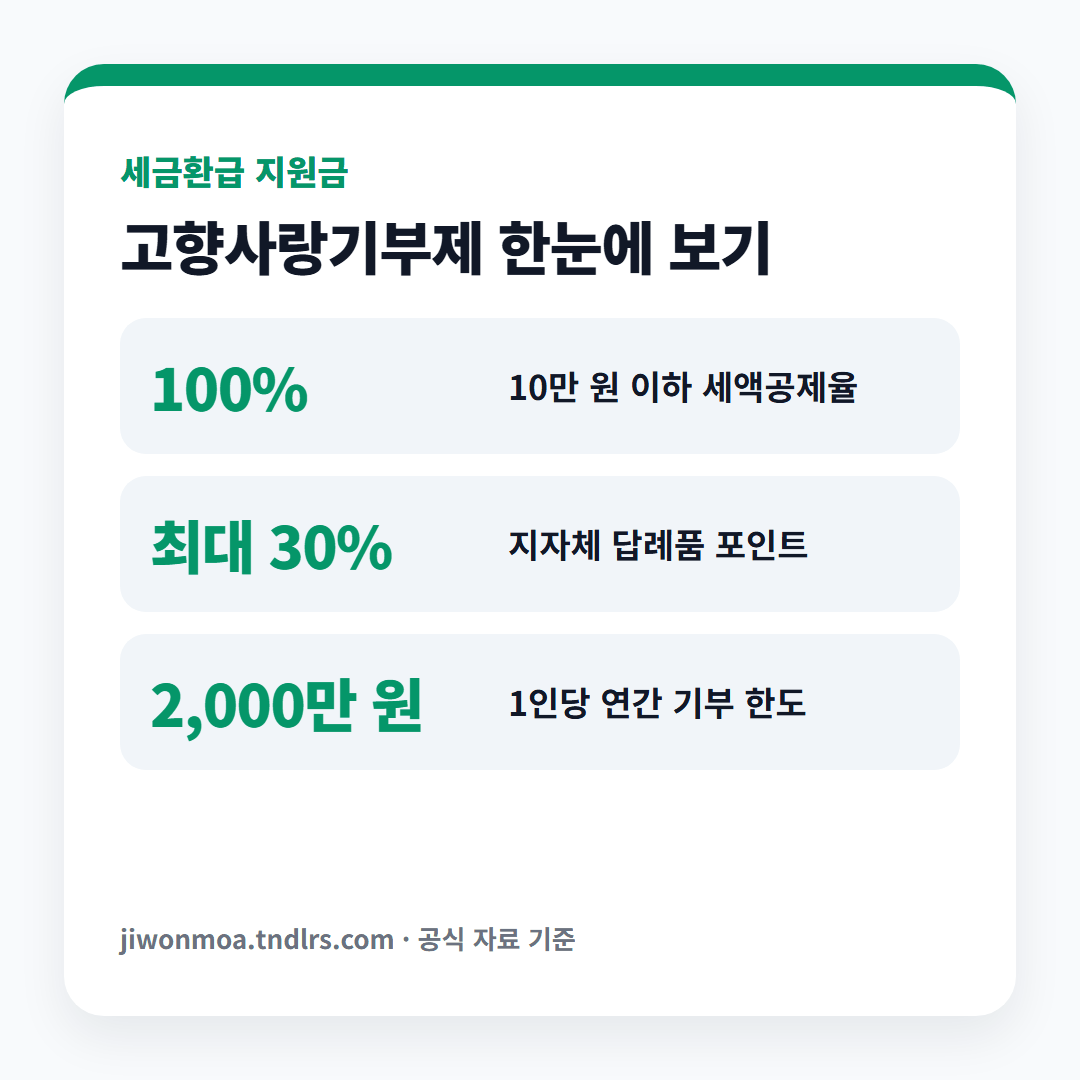 세금환급 지원금
고향사랑기부제 한눈에 보기
100% 10만 원 이하 세액공제율
최대 30% 지자체 답례품 포인트
2,000만 원 1인당 연간 기부 한도
jiwonmoa.tndlrs.com · 공식 자료 기준